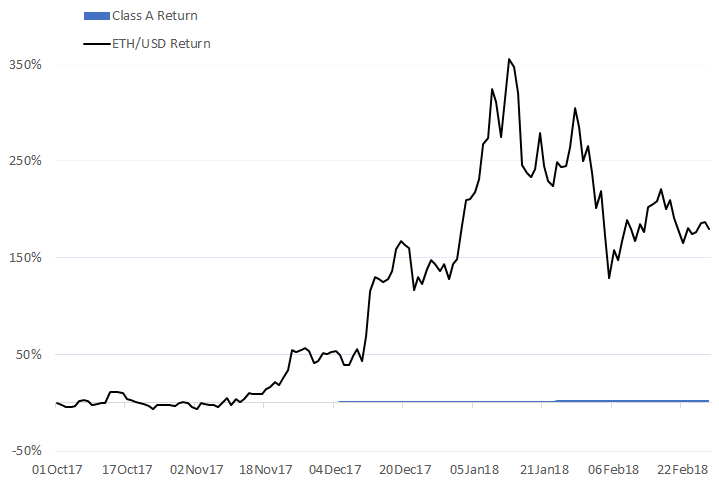 Class A Return
ETH/USD Return
350%
250%
150%
50%
-50%
01Oct17 17Oct17 02Nov17 18Nov17 04Dec17 20Dec17 05Jan18 21Jan18 06Feb18 22Feb18